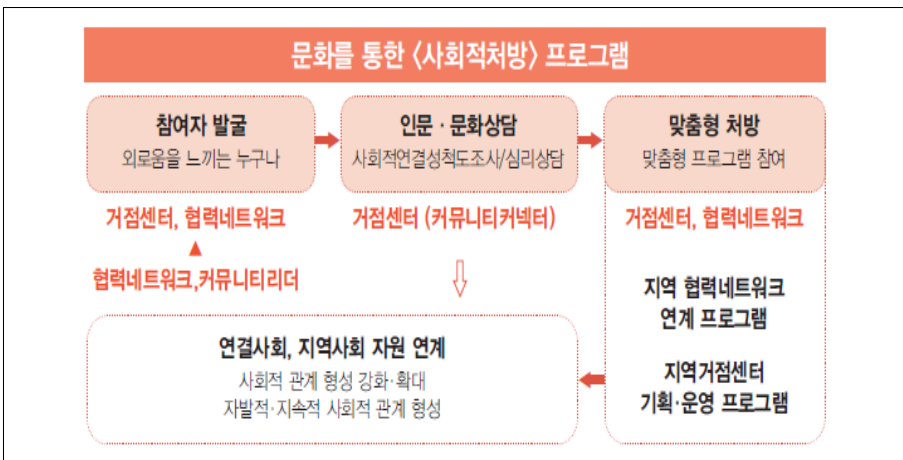 문화를 통한 〈사회적처방〉 프로그램
참여자 발굴
외로움을 느끼는 누구나
인문·문화상담
사회적연결성척도조사/심리상담
맞춤형 처방
맞춤형 프로그램 참여
거점센터, 협력네트워크
▲
협력네트워크,커뮤니티리더
거점센터 (커뮤니티커넥터)
거점센터, 협력네트워크
지역 협력네트워크
연계 프로그램
지역거점센터
기획·운영 프로그램
연결사회, 지역사회 자원 연계
사회적 관계 형성 강화·확대
자발적·지속적 사회적 관계 형성